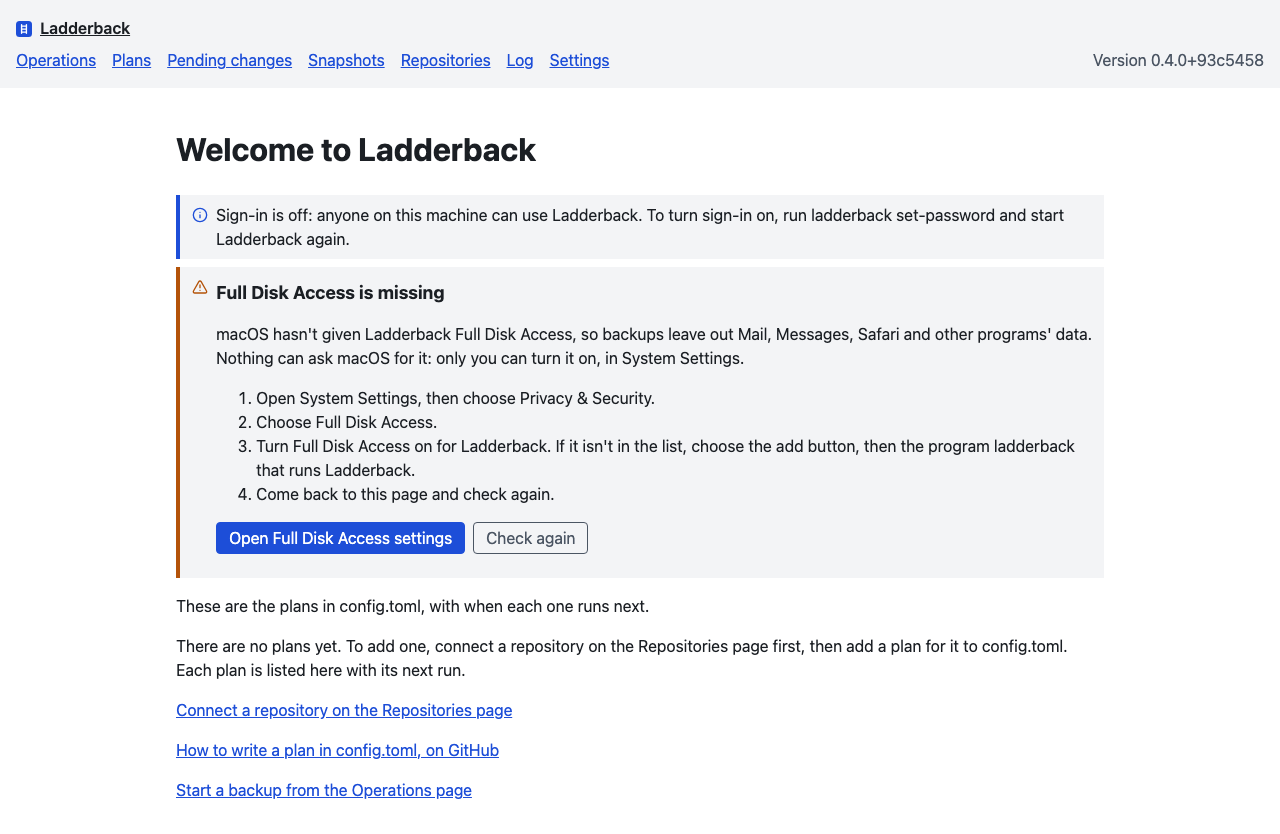 Ladderback
Operations Plans Pending changes Snapshots Repositories Log Settings Version 0.4.0+93c5458
Welcome to Ladderback
Sign-in is off: anyone on this machine can use Ladderback. To turn sign-in on, run ladderback set-password and start
Ladderback again.
Full Disk Access is missing
macOS hasn't given Ladderback Full Disk Access, so backups leave out Mail, Messages, Safari and other programs' data.
Nothing can ask macOS for it: only you can turn it on, in System Settings.
1. Open System Settings, then choose Privacy & Security.
2. Choose Full Disk Access.
3. Turn Full Disk Access on for Ladderback. If it isn't in the list, choose the add button, then the program ladderback
that runs Ladderback.
4. Come back to this page and check again.
Open Full Disk Access settings Check again
These are the plans in config.toml, with when each one runs next.
There are no plans yet. To add one, connect a repository on the Repositories page first, then add a plan for it to config.toml.
Each plan is listed here with its next run.
Connect a repository on the Repositories page
How to write a plan in config.toml, on GitHub
Start a backup from the Operations page